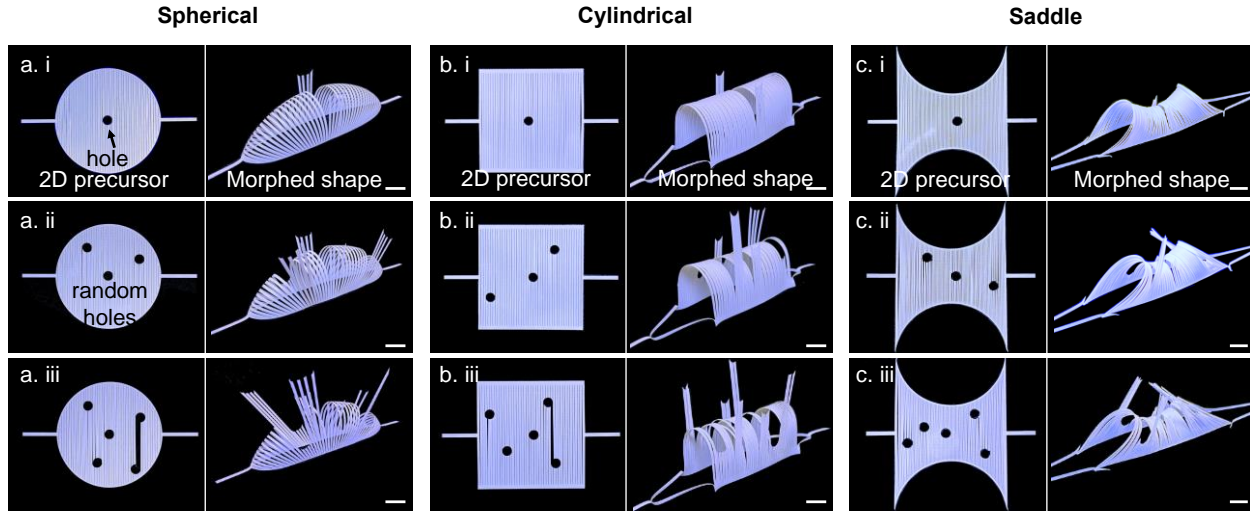 Spherical
Cylindrical
Saddle
a. i
hole
2D precursor
Morphed shape
b. i
2D precursor
Morphed shape
c. i
2D precursor
Morphed shape
a. ii
random
holes
b. ii
c. ii
a. iii
b. iii
c. iii